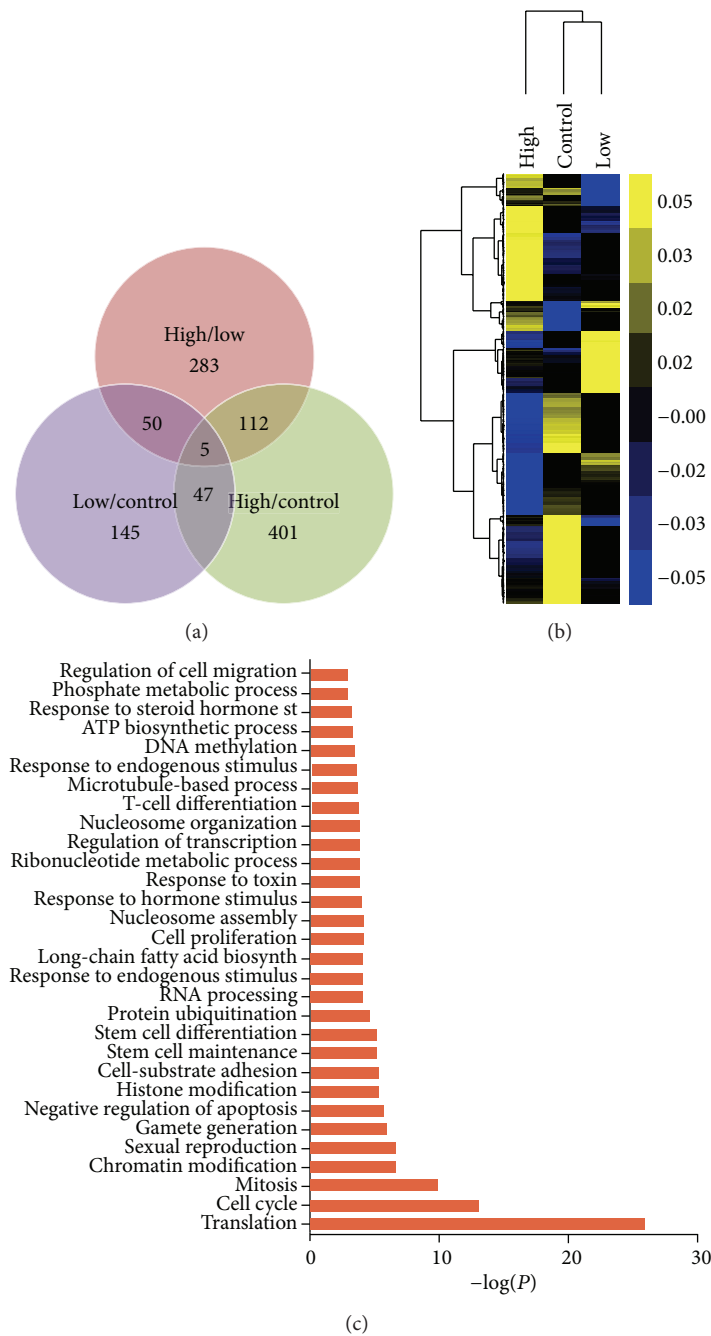 High/low
283
50
112
5
Low/control
47
High/control
145
401
(a)
High
Control
Low
0.05
0.03
0.02
0.02
−0.00
−0.02
−0.03
−0.05
(b)
Regulation of cell migration
Phosphate metabolic process
Response to steroid hormone st
ATP biosynthetic process
DNA methylation
Response to endogenous stimulus
Microtubule-based process
T-cell differentiation
Nucleosome organization
Regulation of transcription
Ribonucleotide metabolic process
Response to toxin
Response to hormone stimulus
Nucleosome assembly
Cell proliferation
Long-chain fatty acid biosynth
Response to endogenous stimulus
RNA processing
Protein ubiquitination
Stem cell differentiation
Stem cell maintenance
Cell-substrate adhesion
Histone modification
Negative regulation of apoptosis
Gamete generation
Sexual reproduction
Chromatin modification
Mitosis
Cell cycle
Translation
0 10 20 30
−log(P)
(c)